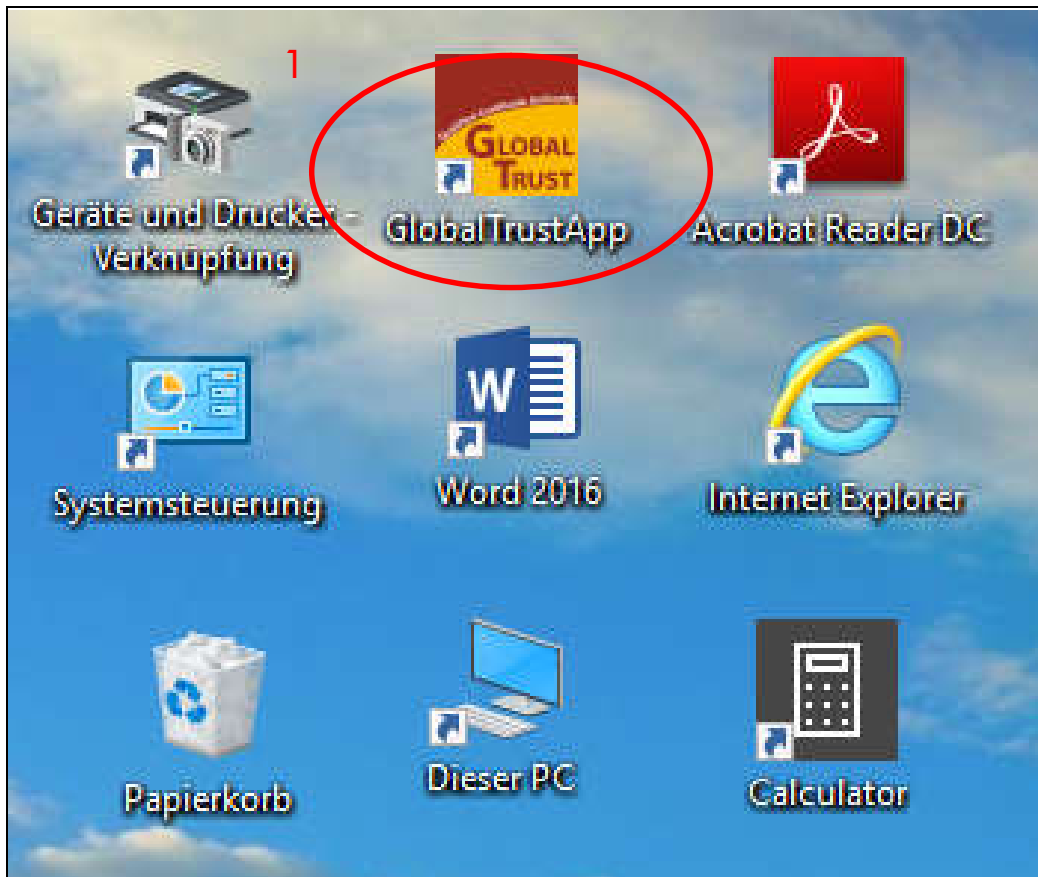 1
GLOBAL
TRUST
Geräte und Drucker -
Verknüpfung
GlobalTrustApp
Acrobat Reader DC
W
Systemsteuerung
Word 2016
Internet Explorer
Papierkorb
Dieser PC
Calculator